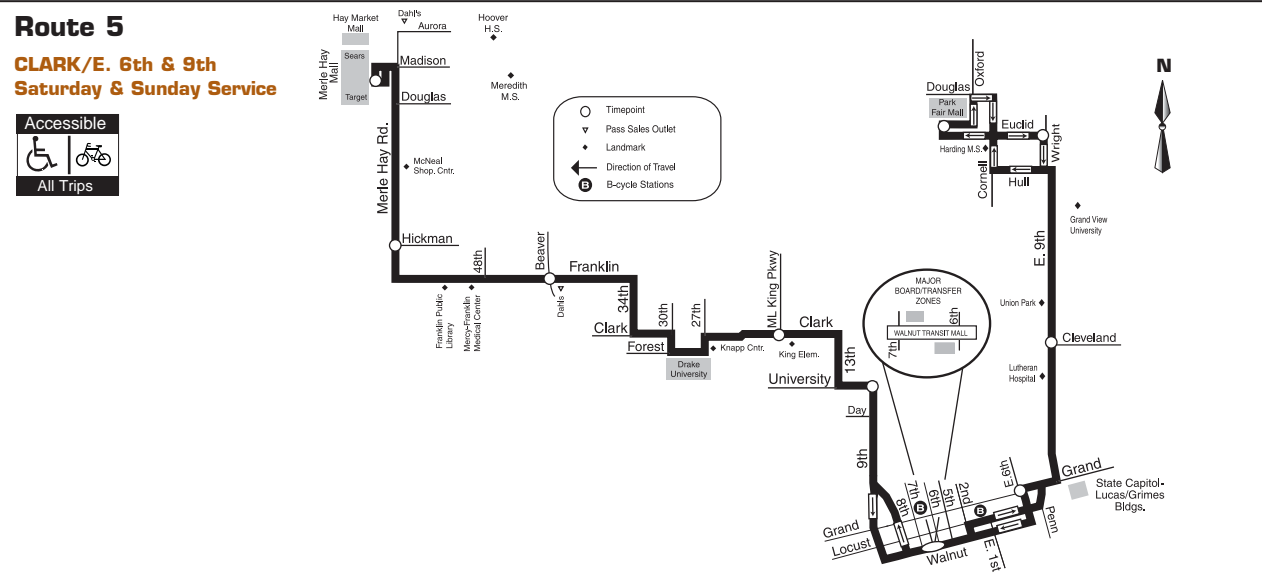 Route 5
CLARK/E. 6th & 9th
Saturday & Sunday Service
Accessible
All Trips
Hay Market
Mall
Dahl's
Aurora
Hoover
H.S.
Merle Hay
Mall
Sears
Target
Madison
Douglas
Meredith
M.S.
Merle Hay Rd.
McNeal
Shop. Cntr.
Hickman
Timepoint
Pass Sales Outlet
Landmark
Direction of Travel
B
B-cycle Stations
Oxford
Douglas
Park
Fair Mall
Euclid
Wright
Harding M.S.
Cornell
Hull
N
Grand View
University
E. 9th
Union Park
Cleveland
Lutheran
Hospital
48th
Beaver
Franklin
Franklin Public
Library
Mercy-Franklin
Medical Center
Dahls
34th
Clark
Forest
30th
27th
Drake
University
Knapp Cntr.
ML King Pkwy
King Elem.
Clark
13th
University
Day
9th
MAJOR
BOARD/TRANSFER
ZONES
6th
WALNUT TRANSIT MALL
7th
Grand
Locust
8th
7th
6th
5th
2nd
B
B
Walnut
E. 1st
E.6th
Penn
Grand
State Capitol-
Lucas/Grimes
Bldgs.